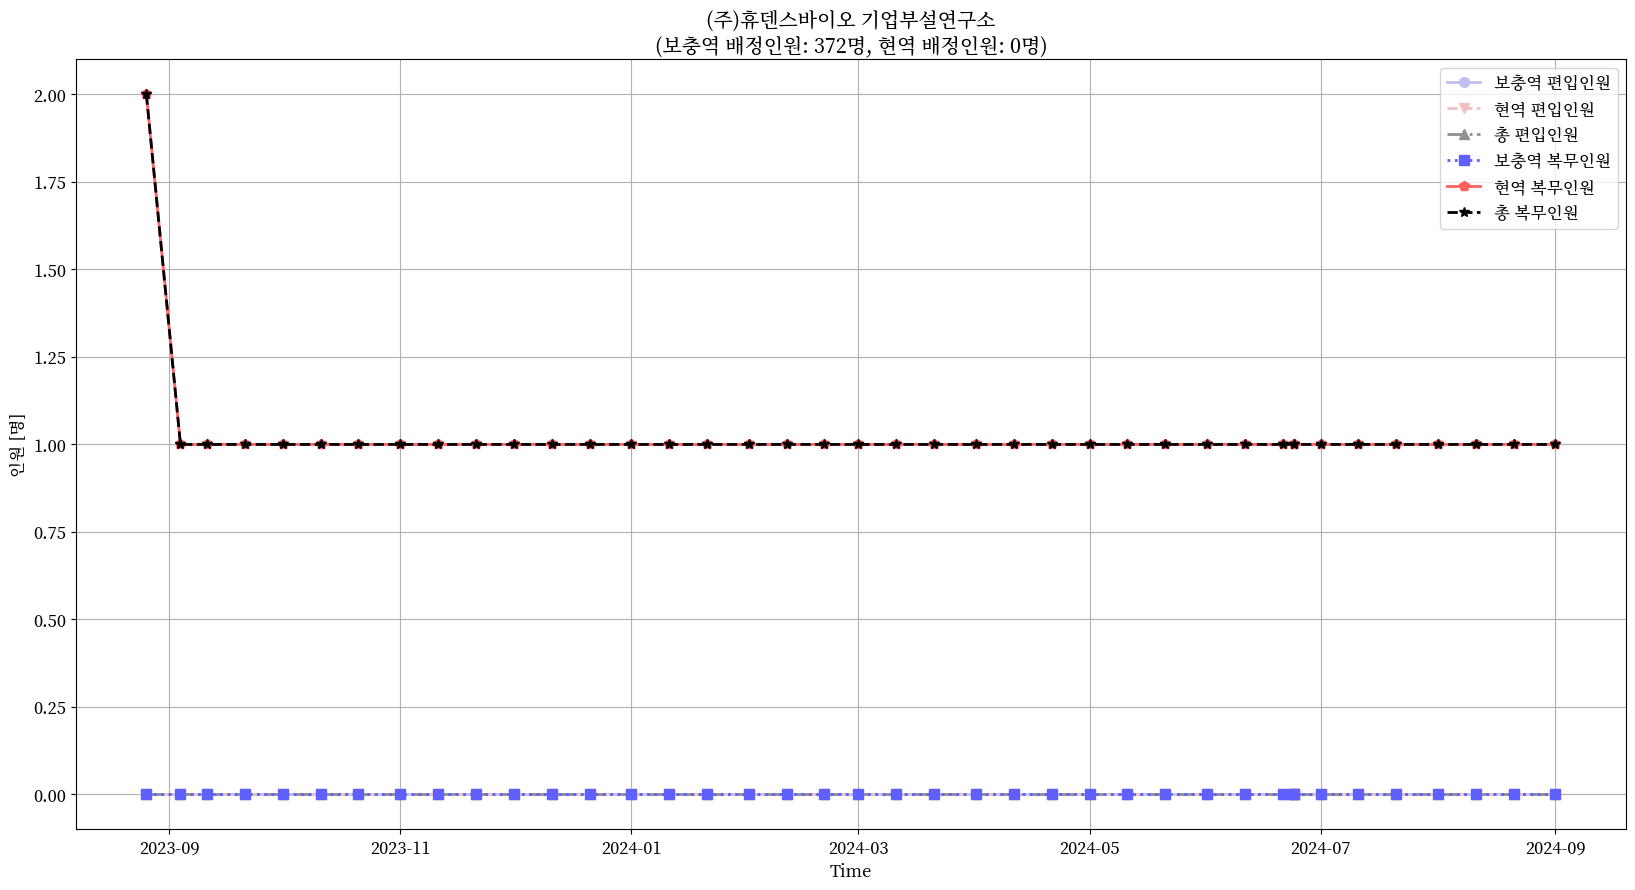 (주)휴덴스바이오 기업부설연구소
(보충역 배정인원: 372명, 현역 배정인원: 0명)
보충역 편입인원
현역 편입인원
총 편입인원
보충역 복무인원
현역 복무인원
총 복무인원
인원 [명]
2.00
1.75
1.50
1.25
1.00
0.75
0.50
0.25
0.00
2023-09
2023-11
2024-01
2024-03
2024-05
2024-07
2024-09
Time